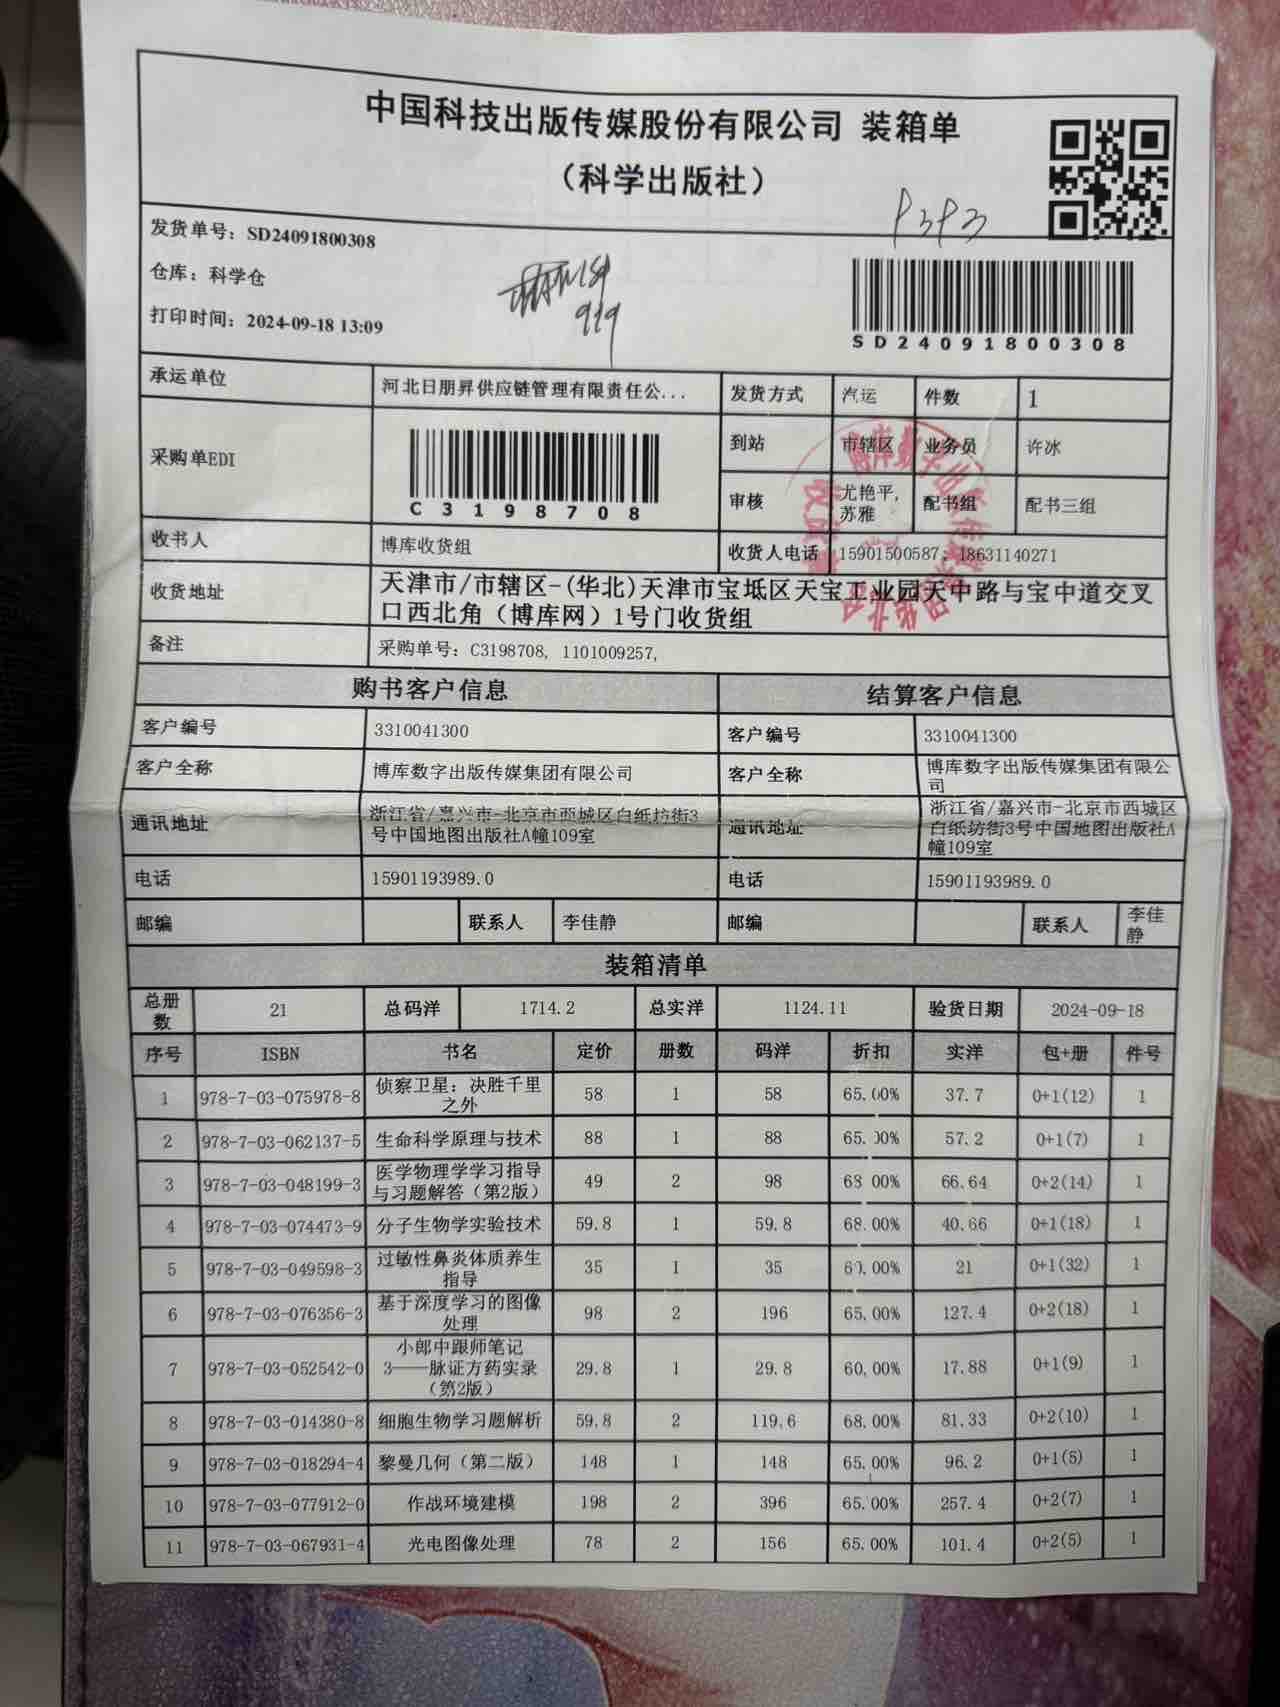 中国科技出版传媒股份有限公司 装箱单
（科学出版社）
P3P3
发货单号：SD24091800308
仓库：科学仓
打印时间：2024-09-18 13:09
919
SD24091800308
承运单位 河北日朋昇供应链管理有限责任公... 发货方式 汽运 件数 1
采购单EDI C3198708 到站 市辖区 业务员 许冰
审核 尤艳平, 苏雅 配书组 配书三组
收书人 博库收货组 收货人电话 15901500587, 18631140271
收货地址 天津市/市辖区-(华北)天津市宝坻区天宝工业园天中路与宝中道交叉
口西北角（博库网）1号门收货组
备注 采购单号：C3198708, 1101009257,
购书客户信息 结算客户信息
客户编号 3310041300 客户编号 3310041300
客户全称 博库数字出版传媒集团有限公司 客户全称 博库数字出版传媒集团有限公
司
通讯地址 浙江省/嘉兴市-北京市西城区白纸坊街3
号中国地图出版社A幢109室 通讯地址 浙江省/嘉兴市-北京市西城区
白纸坊街3号中国地图出版社A
幢109室
电话 15901193989.0 电话 15901193989.0
邮编 联系人 李佳静 邮编 联系人 李佳静
装箱清单
总册数 21 总码洋 1714.2 总实洋 1124.11 验货日期 2024-09-18
序号 ISBN 书名 定价 册数 码洋 折扣 实洋 包+册 件号
1 978-7-03-075978-8 侦察卫星：决胜千里之外 58 1 58 65.00% 37.7 0+1(12) 1
2 978-7-03-062137-5 生命科学原理与技术 88 1 88 65.00% 57.2 0+1(7) 1
3 978-7-03-048199-3 医学物理学学习指导与习题解答（第2版） 49 2 98 68.00% 66.64 0+2(14) 1
4 978-7-03-074473-9 分子生物学实验技术 59.8 1 59.8 68.00% 40.66 0+1(18) 1
5 978-7-03-049598-3 过敏性鼻炎体质养生指导 35 1 35 60.00% 21 0+1(32) 1
6 978-7-03-076356-3 基于深度学习的图像处理 98 2 196 65.00% 127.4 0+2(18) 1
7 978-7-03-052542-0 小郎中跟师笔记3——脉证方药实录（第2版） 29.8 1 29.8 60.00% 17.88 0+1(9) 1
8 978-7-03-014380-8 细胞生物学习题解析 59.8 2 119.6 68.00% 81.33 0+2(10) 1
9 978-7-03-018294-4 黎曼几何（第二版） 148 1 148 65.00% 96.2 0+1(5) 1
10 978-7-03-077912-0 作战环境建模 198 2 396 65.00% 257.4 0+2(7) 1
11 978-7-03-067931-4 光电图像处理 78 2 156 65.00% 101.4 0+2(5) 1